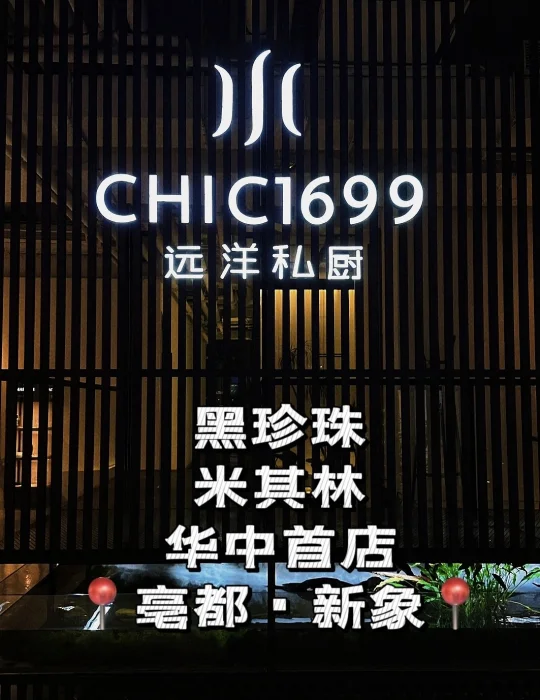 CHIC1699
远洋私厨
黑珍珠
米其林
华中首店
📍亳都·新象📍